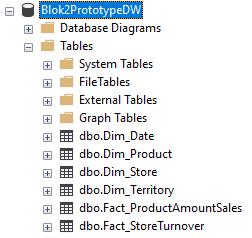 Blok2PrototypeDW
Database Diagrams
Tables
System Tables
FileTables
External Tables
Graph Tables
dbo.Dim_Date
dbo.Dim_Product
dbo.Dim_Store
dbo.Dim_Territory
dbo.Fact_ProductAmountSales
dbo.Fact_StoreTurnover